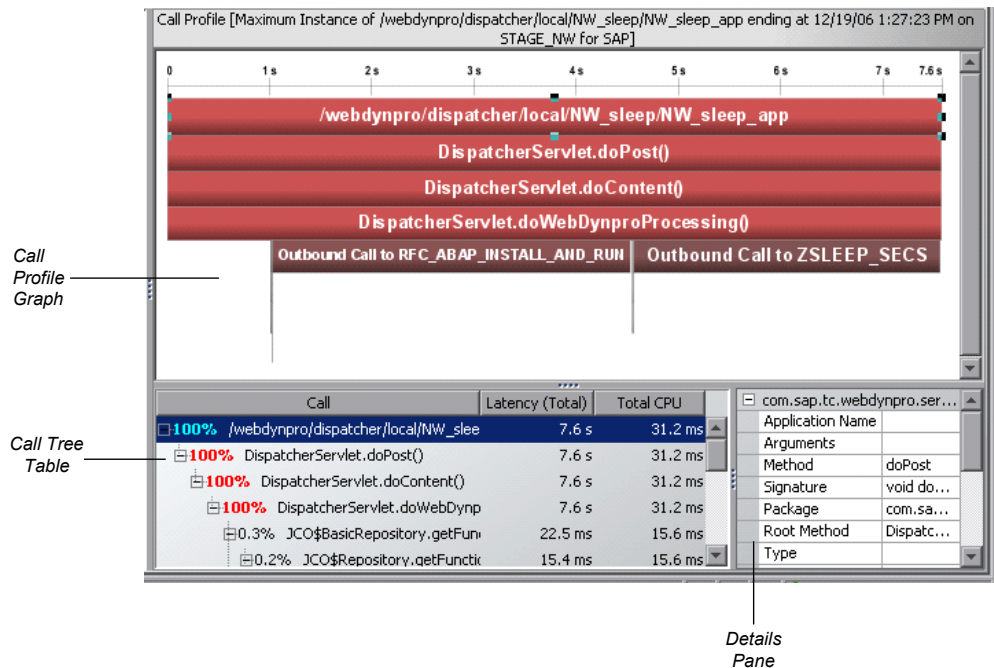 Call Profile [Maximum Instance of /webdynpro/dispatcher/local/NW_sleep/NW_sleep_app ending at 12/19/06 1:27:23 PM on
STAGE_NW for SAP]
0 1 s 2 s 3 s 4 s 5 s 6 s 7 s 7.6 s
/webdynpro/dispatcher/local/NW_sleep/NW_sleep_app
DispatcherServlet.doPost()
DispatcherServlet.doContent()
DispatcherServlet.doWebDynproProcessing()
Outbound Call to RFC_ABAP_INSTALL_AND_RUN Outbound Call to ZSLEEP_SECS
Call
Profile
Graph
Call Latency (Total) Total CPU
100% /webdynpro/dispatcher/local/NW_slee 7.6 s 31.2 ms
100% DispatcherServlet.doPost() 7.6 s 31.2 ms
100% DispatcherServlet.doContent() 7.6 s 31.2 ms
100% DispatcherServlet.doWebDynp 7.6 s 31.2 ms
0.3% JCO$BasicRepository.getFun 22.5 ms 15.6 ms
0.2% JCO$Repository.getFunctic 15.4 ms 15.6 ms
Call Tree
Table
com.sap.tc.webdynpro.ser...
Application Name
Arguments
Method doPost
Signature void do...
Package com.sa...
Root Method Dispatc...
Type
Details
Pane